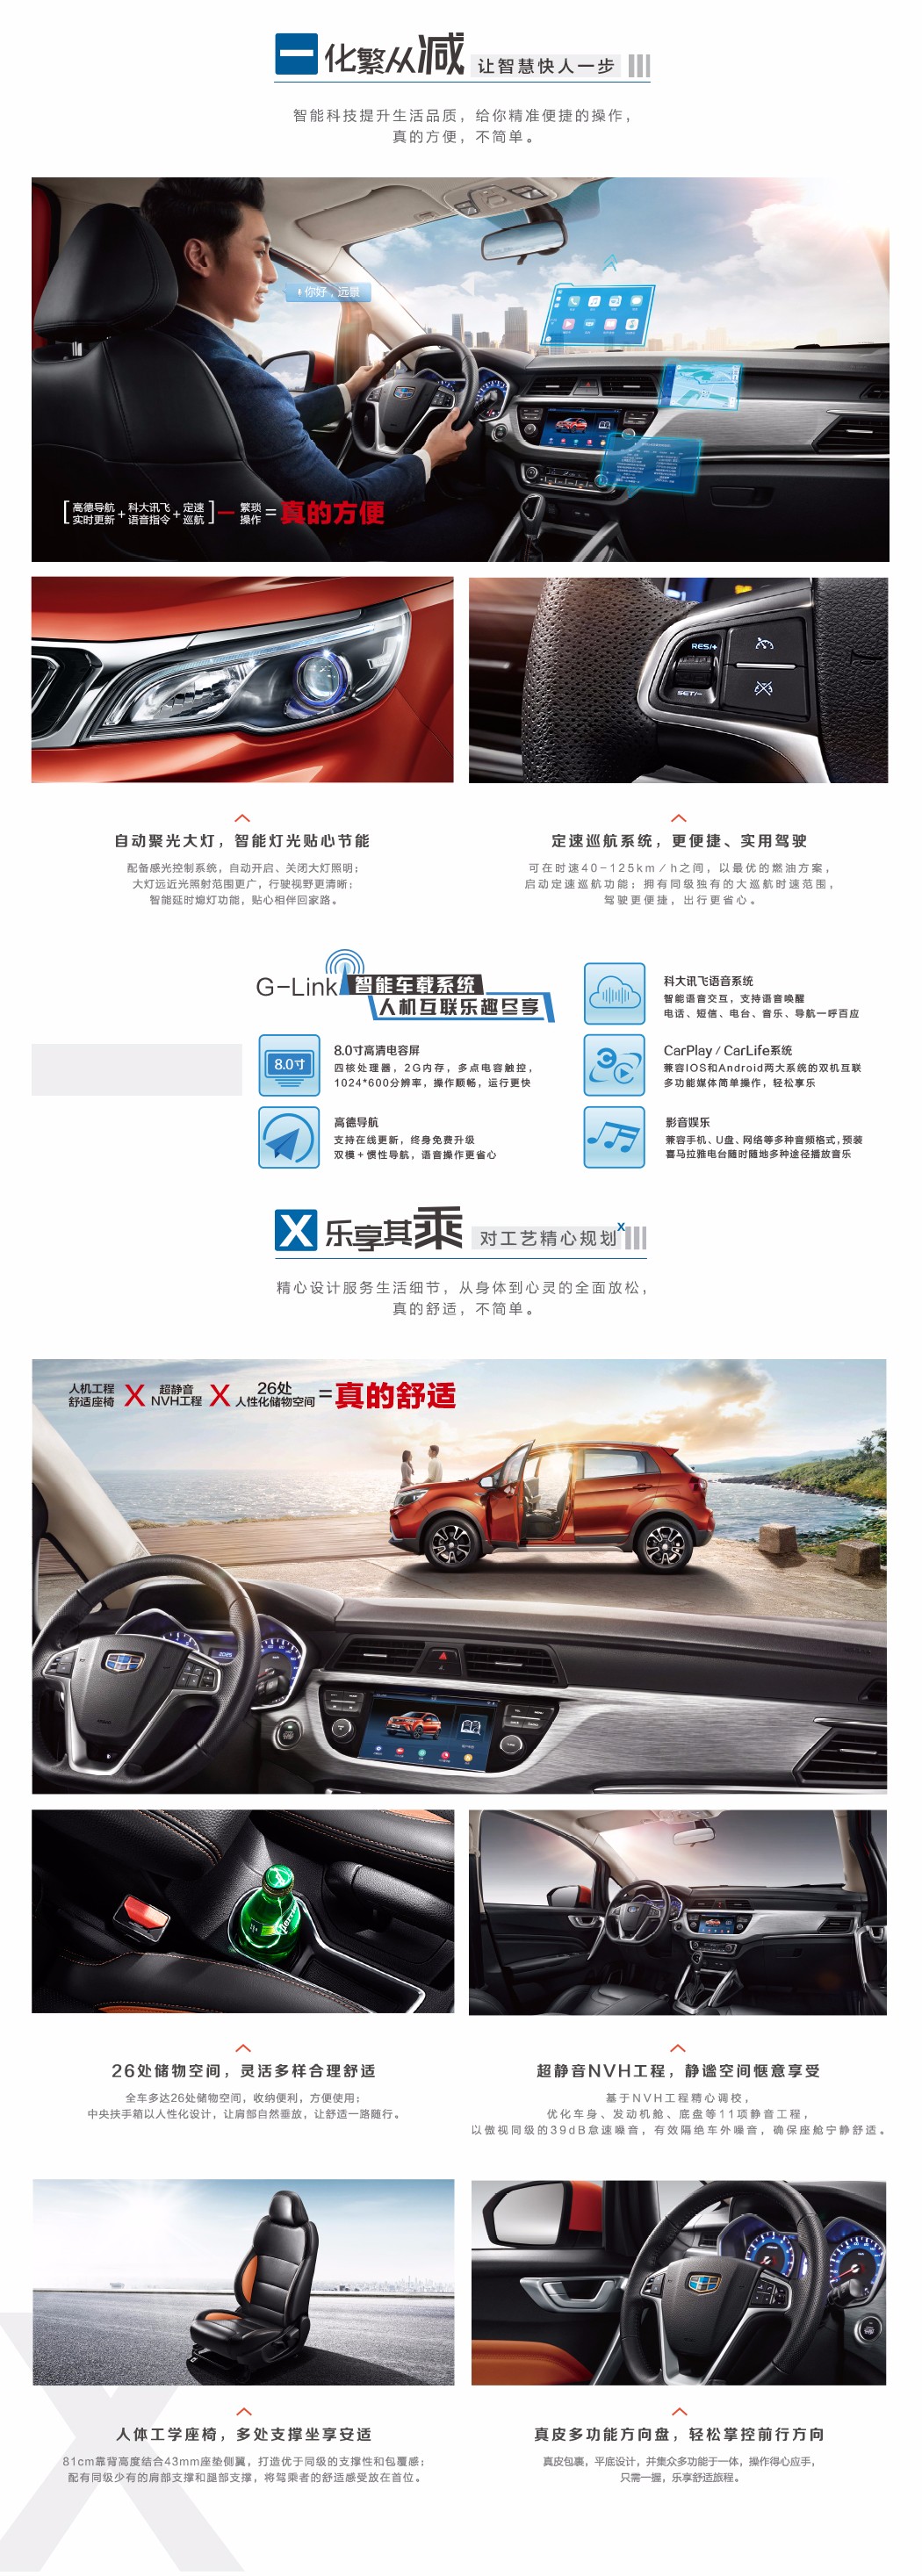 一 化繁从减 让智慧快人一步
智能科技提升生活品质，给你精准便捷的操作，
真的方便，不简单。
你好，远景
[高德导航 实时更新 + 科大讯飞 语音指令 + 定速 巡航] 一 繁琐 操作 = 真的方便
RES/+
SET/-
自动聚光大灯，智能灯光贴心节能
配备感光控制系统，自动开启、关闭大灯照明；
大灯远近光照射范围更广，行驶视野更清晰；
智能延时熄灯功能，贴心相伴回家路。
定速巡航系统，更便捷、实用驾驶
可在时速40-125km/h之间，以最优的燃油方案，
启动定速巡航功能；拥有同级独有的大巡航时速范围，
驾驶更便捷，出行更省心。
G-Link 智能车载系统
人机互联乐趣尽享
8.0寸
8.0寸高清电容屏
四核处理器，2G内存，多点电容触控，
1024*600分辨率，操作顺畅，运行更快
高德导航
支持在线更新，终身免费升级
双模+惯性导航，语音操作更省心
科大讯飞语音系统
智能语音交互，支持语音唤醒
电话、短信、电台、音乐、导航一呼百应
CarPlay / CarLife系统
兼容IOS和Android两大系统的双机互联
多功能媒体简单操作，轻松享乐
影音娱乐
兼容手机、U盘、网络等多种音频格式，预装
喜马拉雅电台随时随地多种途径播放音乐
X 乐享其乘 对工艺精心规划 X
精心设计服务生活细节，从身体到心灵的全面放松，
真的舒适，不简单。
人机工程 舒适座椅 X 超静音 NVH工程 X 26处 人性化储物空间 = 真的舒适
26处储物空间，灵活多样合理舒适
全车多达26处储物空间，收纳便利，方便使用；
中央扶手箱以人性化设计，让肩部自然垂放，让舒适一路随行。
超静音NVH工程，静谧空间惬意享受
基于NVH工程精心调校，
优化车身、发动机舱、底盘等11项静音工程，
以傲视同级的39dB怠速噪音，有效隔绝车外噪音，确保座舱宁静舒适。
人体工学座椅，多处支撑坐享安适
81cm靠背高度结合43mm座垫侧翼，打造优于同级的支撑性和包覆感；
配有同级少有的肩部支撑和腿部支撑，将驾乘者的舒适感受放在首位。
真皮多功能方向盘，轻松掌控前行方向
真皮包裹，平底设计，并集众多功能于一体，操作得心应手，
只需一握，乐享舒适旅程。